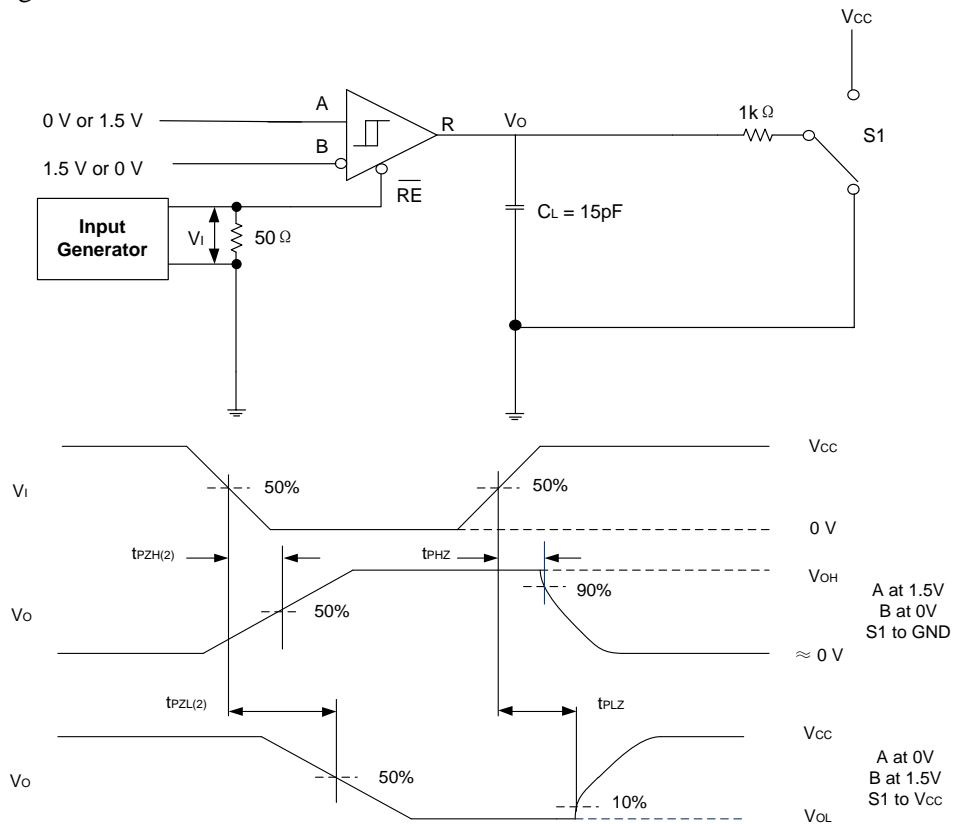 VCC
0 V or 1.5 V
A
R
VO
1kΩ
S1
1.5 V or 0 V
B
RE
CL = 15pF
Input
Generator
VI
50Ω
VI
50%
50%
VCC
0 V
tPZH(2)
tPHZ
VO
50%
90%
VOH
≈ 0 V
A at 1.5V
B at 0V
S1 to GND
tPZL(2)
tPLZ
VO
50%
10%
VCC
VOL
A at 0V
B at 1.5V
S1 to VCC